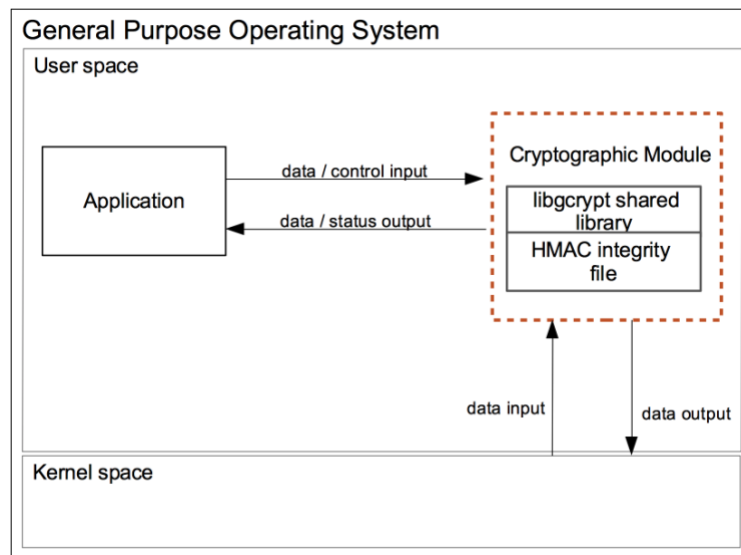 General Purpose Operating System
User space
Application
data / control input
data / status output
Cryptographic Module
libgcrypt shared
library
HMAC integrity
file
data input
data output
Kernel space